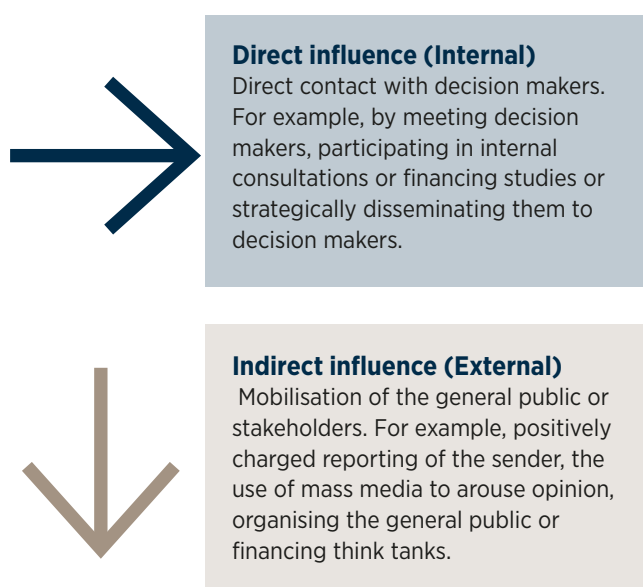 Direct influence (Internal)
Direct contact with decision makers.
For example, by meeting decision
makers, participating in internal
consultations or financing studies or
strategically disseminating them to
decision makers.
Indirect influence (External)
Mobilisation of the general public or
stakeholders. For example, positively
charged reporting of the sender, the
use of mass media to arouse opinion,
organising the general public or
financing think tanks.